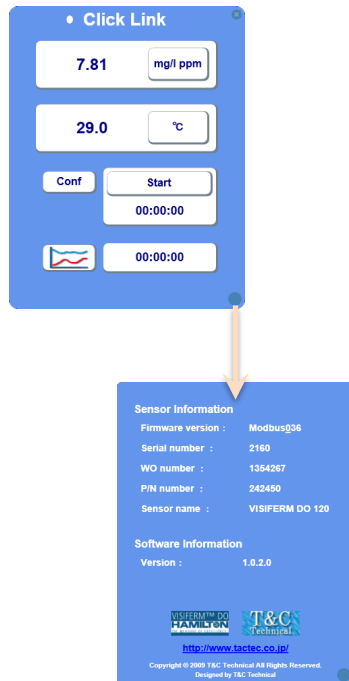 Click Link
7.81 mg/l ppm
29.0 ℃
Conf Start
00:00:00
00:00:00
Sensor Information
Firmware version : Modbus036
Serial number : 2160
WO number : 1354267
P/N number : 242450
Sensor name : VISIFERM DO 120
Software Information
Version : 1.0.2.0
VISIFERM™ DO
HAMILTON
T&C
Technical
http://www.tactec.co.jp/
Copyright © 2009 T&C Technical All Rights Reserved.
Designed by T&C Technical